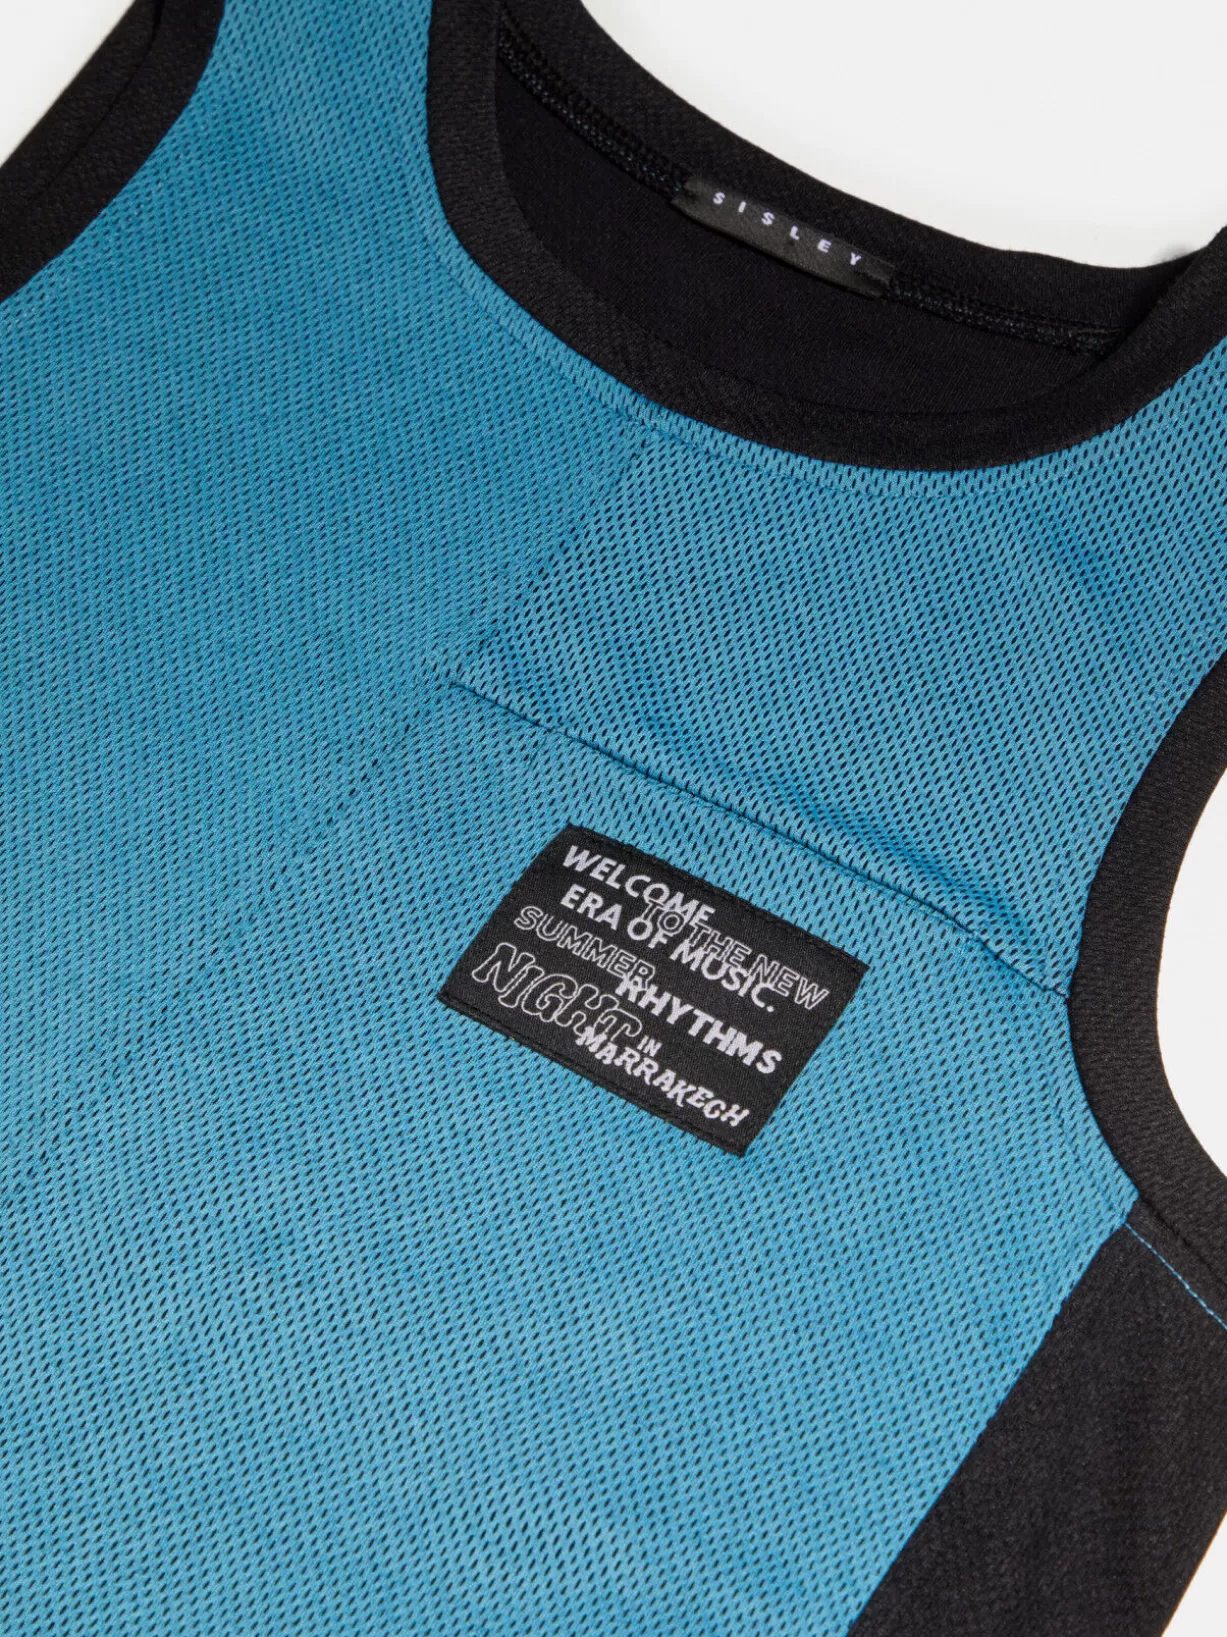 SISLEY
WELCOME
TO THE NEW
ERA OF MUSIC.
SUMMER
RHYTHMS
NIGHT IN
MARRAKECH